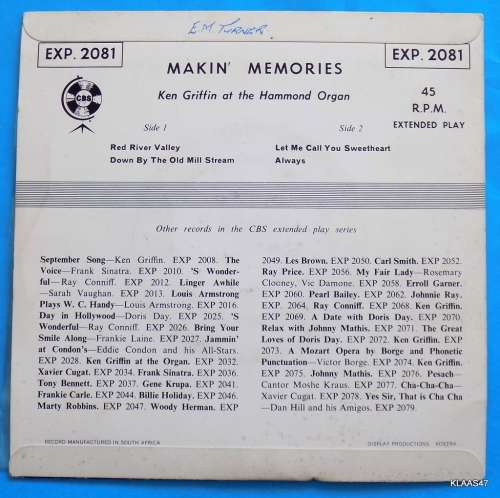 E.M. TURNER.
EXP. 2081
EXP. 2081
CBS
MAKIN' MEMORIES
Ken Griffin at the Hammond Organ
45
R.P.M.
EXTENDED PLAY
Side 1
Red River Valley
Down By The Old Mill Stream
Side 2
Let Me Call You Sweetheart
Always
Other records in the CBS extended play series
September Song—Ken Griffin. EXP 2008. The
Voice—Frank Sinatra. EXP 2010. 'S Wonder-
ful—Ray Conniff. EXP 2012. Linger Awhile
—Sarah Vaughan. EXP 2013. Louis Armstrong
Plays W. C. Handy—Louis Armstrong. EXP 2016.
Day in Hollywood—Doris Day. EXP 2025. 'S
Wonderful—Ray Conniff. EXP 2026. Bring Your
Smile Along—Frankie Laine. EXP 2027. Jammin'
at Condon's—Eddie Condon and his All-Stars.
EXP 2028. Ken Griffin at the Organ. EXP 2032.
Xavier Cugat. EXP 2034. Frank Sinatra. EXP 2036.
Tony Bennett. EXP 2037. Gene Krupa. EXP 2041.
Frankie Carle. EXP 2044. Billie Holiday. EXP 2046.
Marty Robbins. EXP 2047. Woody Herman. EXP
2049. Les Brown. EXP 2050. Carl Smith. EXP 2052.
Ray Price. EXP 2056. My Fair Lady—Rosemary
Clooney, Vic Damone. EXP 2058. Erroll Garner.
EXP 2060. Pearl Bailey. EXP 2062. Johnnie Ray.
EXP 2064. Ray Conniff. EXP 2068. Ken Griffin.
EXP 2069. A Date with Doris Day. EXP 2070.
Relax with Johnny Mathis. EXP 2071. The Great
Loves of Doris Day. EXP 2072. Ken Griffin. EXP
2073. A Mozart Opera by Borge and Phonetic
Punctuation—Victor Borge. EXP 2074. Ken Griffin.
EXP 2075. Johnny Mathis. EXP 2076. Pesach—
Cantor Moshe Kraus. EXP 2077. Cha-Cha-Cha—
Xavier Cugat. EXP 2078. Yes Sir, That is Cha Cha
—Dan Hill and his Amigos. EXP 2079.
RECORD MANUFACTURED IN SOUTH AFRICA
DISPLAY PRODUCTIONS
KLAAS47